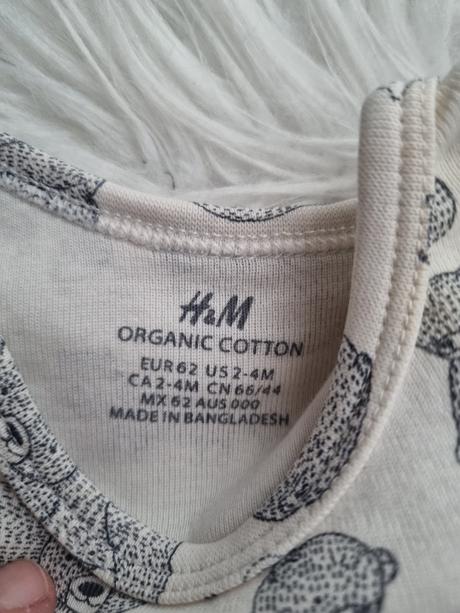 H&M
ORGANIC COTTON
EUR 62 US 2-4M
CA 2-4M CN 66/44
MX 62 AUS 000
MADE IN BANGLADESH